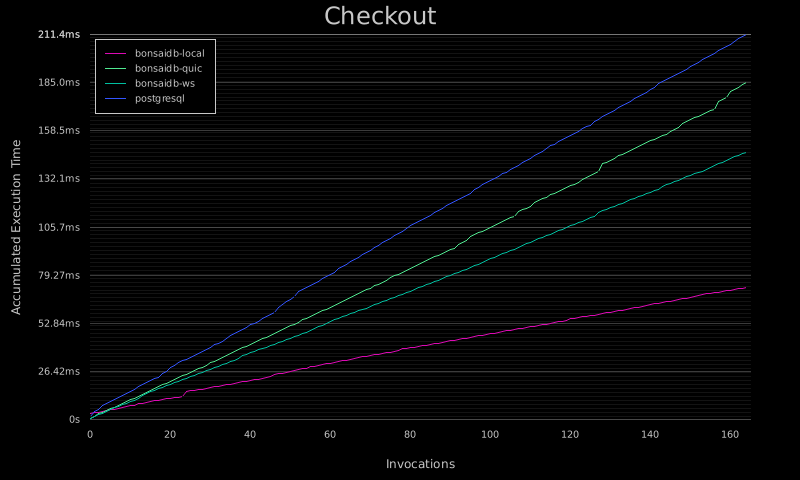 Checkout
211.4ms
185.0ms
158.5ms
132.1ms
105.7ms
79.27ms
52.84ms
26.42ms
0s
Accumulated Execution Time
bonsaidb-local
bonsaidb-quic
bonsaidb-ws
postgresql
0 20 40 60 80 100 120 140 160
Invocations